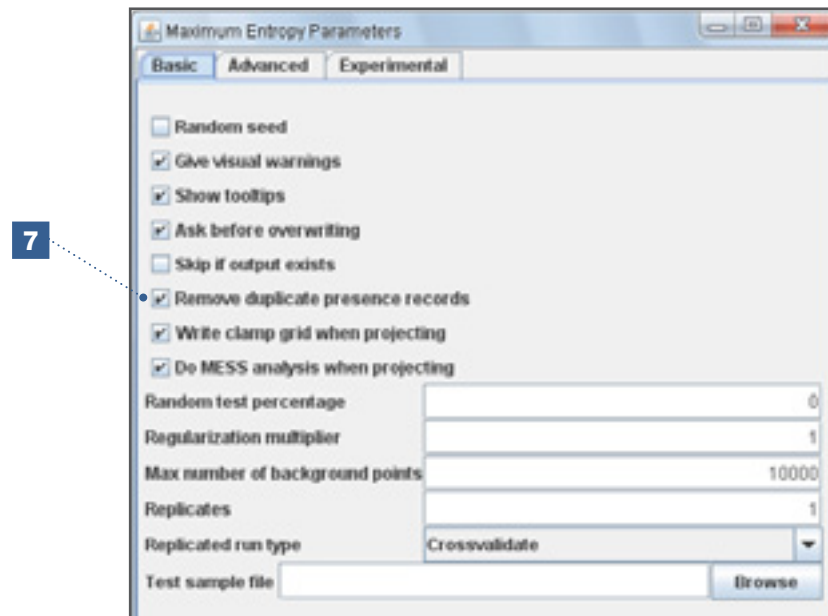 Maximum Entropy Parameters
Basic Advanced Experimental
Random seed
Give visual warnings
Show tooltips
Ask before overwriting
Skip if output exists
7
Remove duplicate presence records
Write clamp grid when projecting
Do MESS analysis when projecting
Random test percentage 0
Regularization multiplier 1
Max number of background points 10000
Replicates 1
Replicated run type Crossvalidate
Test sample file Browse